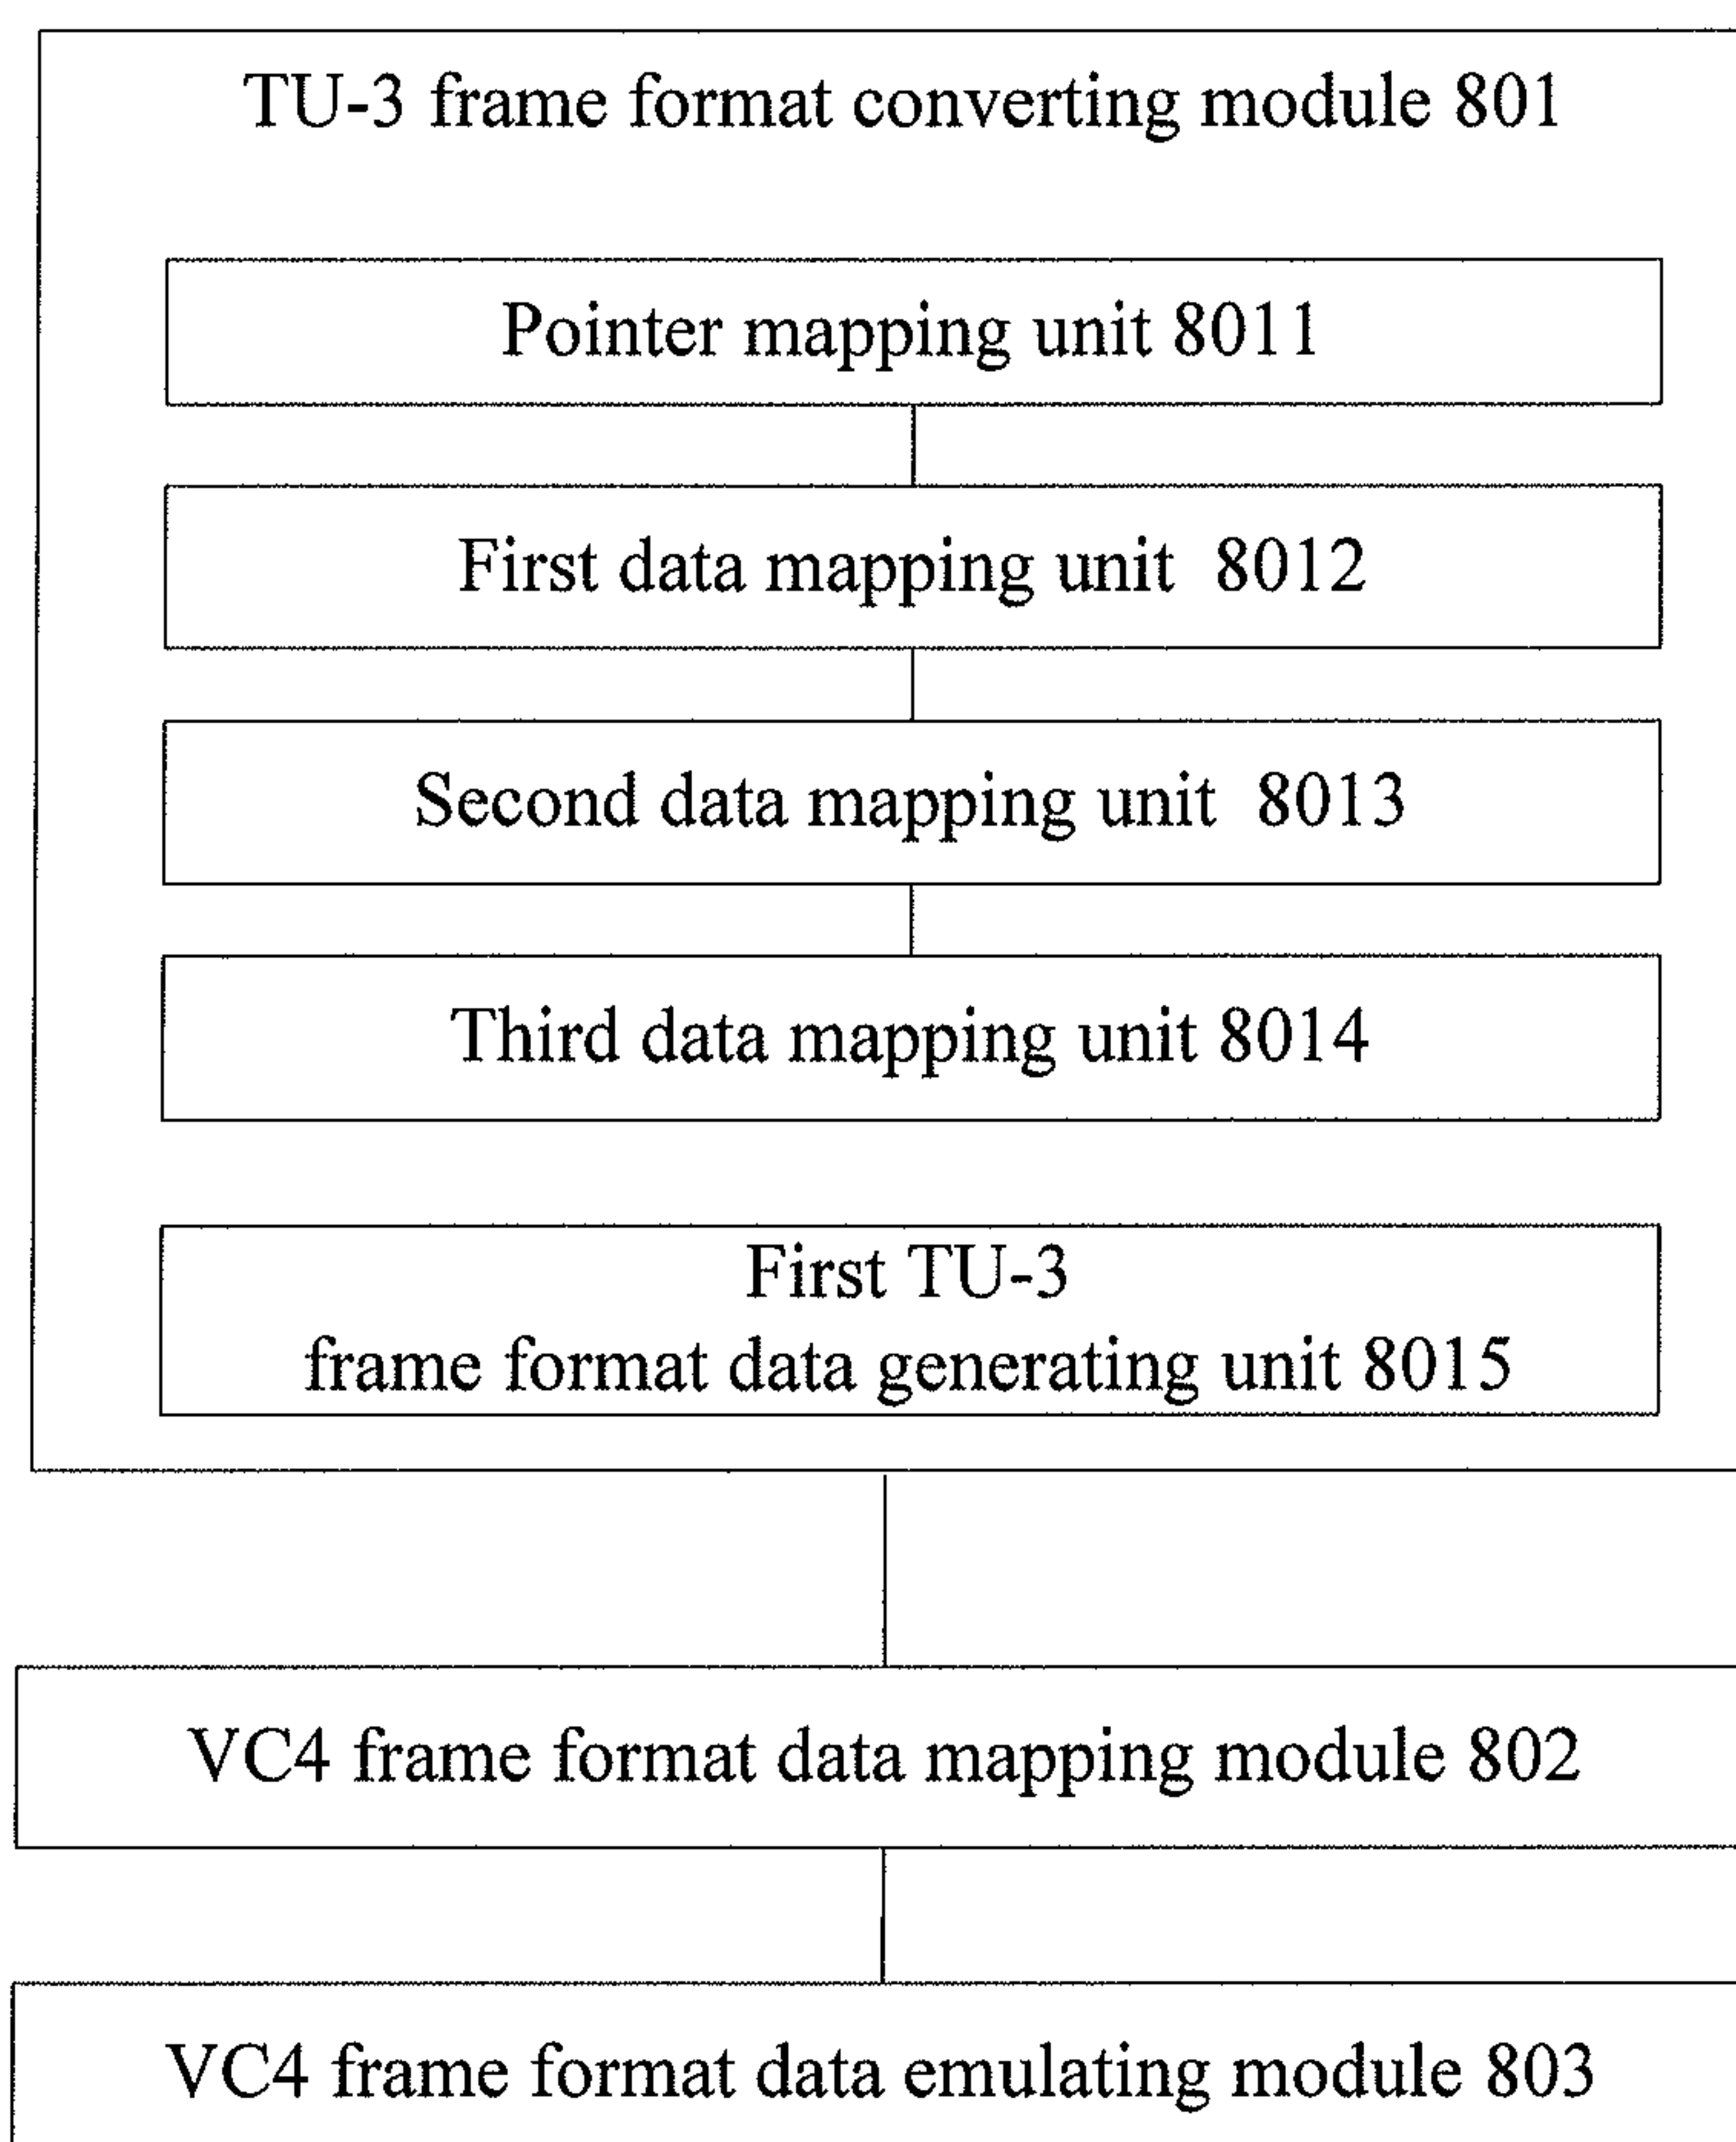 TU-3 frame format converting module 801
Pointer mapping unit 8011
First data mapping unit 8012
Second data mapping unit 8013
Third data mapping unit 8014
First TU-3
frame format data generating unit 8015
VC4 frame format data mapping module 802
VC4 frame format data emulating module 803